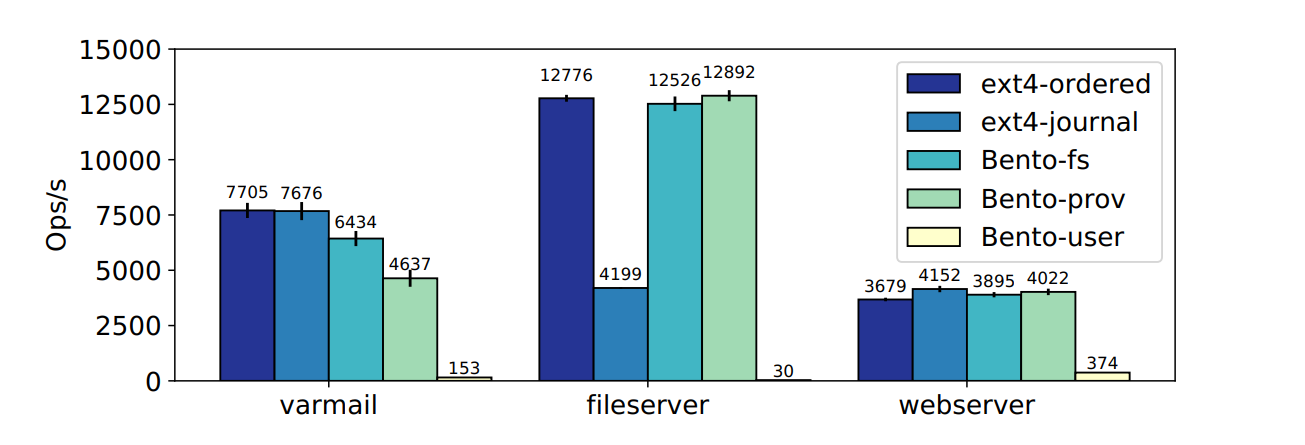 15000
12500
10000
7500
5000
2500
0
Ops/s
7705
7676
6434
4637
153
12776
4199
12526
12892
30
3679
4152
3895
4022
374
varmail
fileserver
webserver
ext4-ordered
ext4-journal
Bento-fs
Bento-prov
Bento-user